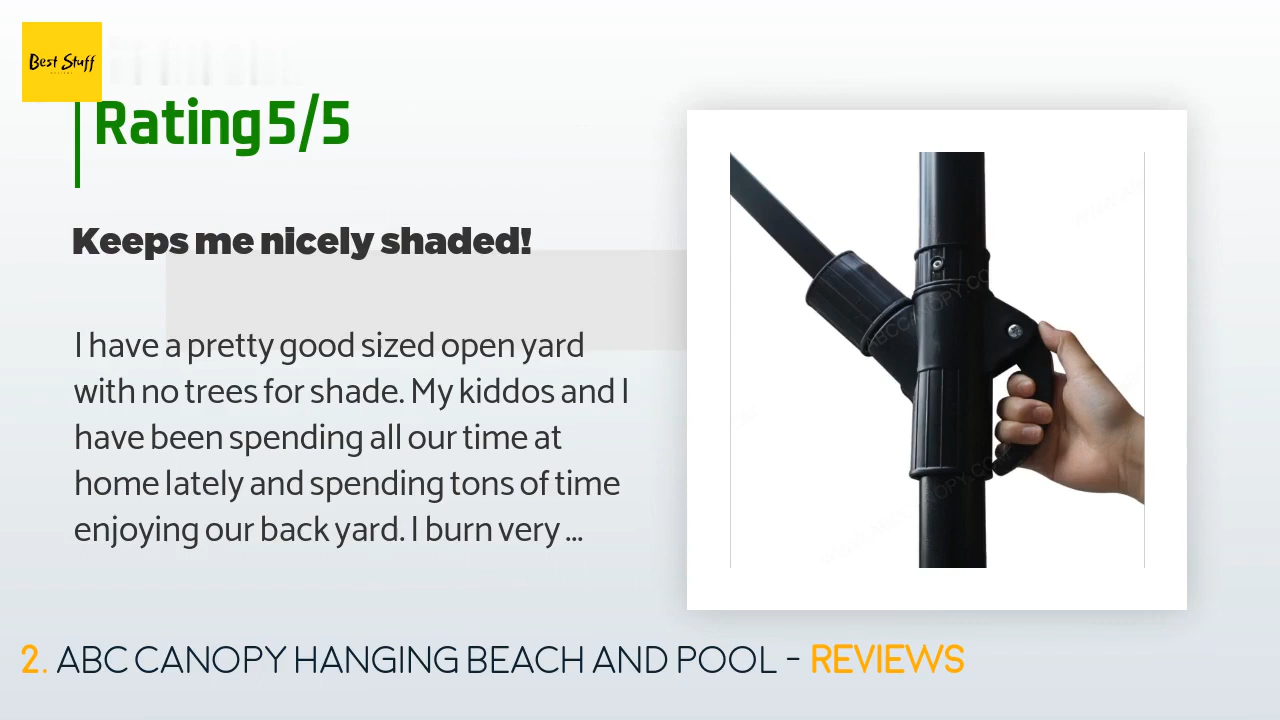 Best Stuff
Rating 5/5
Keeps me nicely shaded!
I have a pretty good sized open yard
with no trees for shade. My kiddos and I
have been spending all our time at
home lately and spending tons of time
enjoying our back yard. I burn very ...
ABCCANOPY.CO
2. ABC CANOPY HANGING BEACH AND POOL - REVIEWS